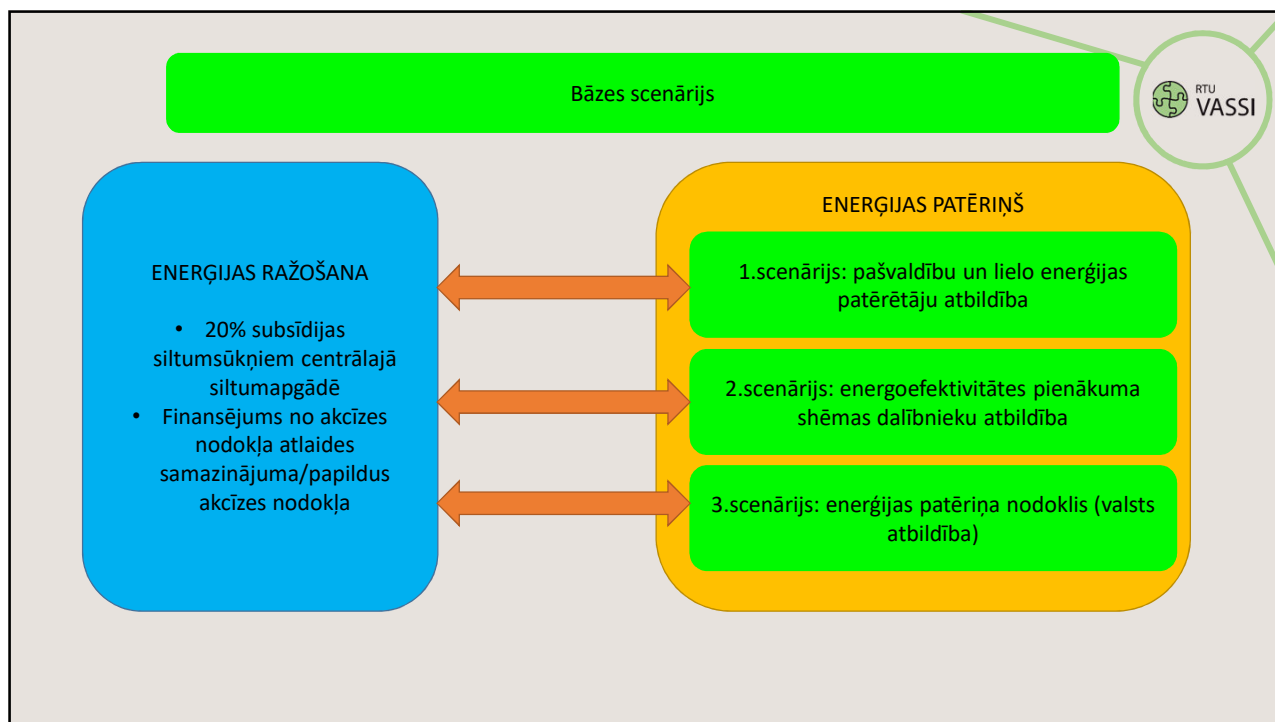 Bāzes scenārijs
RTU
VASSI
ENERĢIJAS RAŽOŠANA
• 20% subsīdijas
siltumsūkņiem centrālajā
siltumapgādē
• Finansējums no akcīzes
nodokļa atlaides
samazinājuma/papildus
akcīzes nodokļa
ENERĢIJAS PATĒRIŅŠ
1.scenārijs: pašvaldību un lielo enerģijas
patērētāju atbildība
2.scenārijs: energoefektivitātes pienākuma
shēmas dalībnieku atbildība
3.scenārijs: enerģijas patēriņa nodoklis (valsts
atbildība)